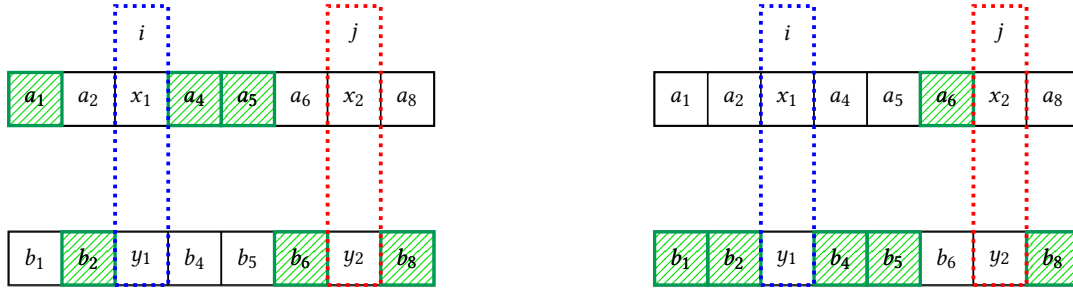 i j i j
a₁ a₂ x₁ a₄ a₅ a₆ x₂ a₈ a₁ a₂ x₁ a₄ a₅ a₆ x₂ a₈
b₁ b₂ y₁ b₄ b₅ b₆ y₂ b₈ b₁ b₂ y₁ b₄ b₅ b₆ y₂ b₈